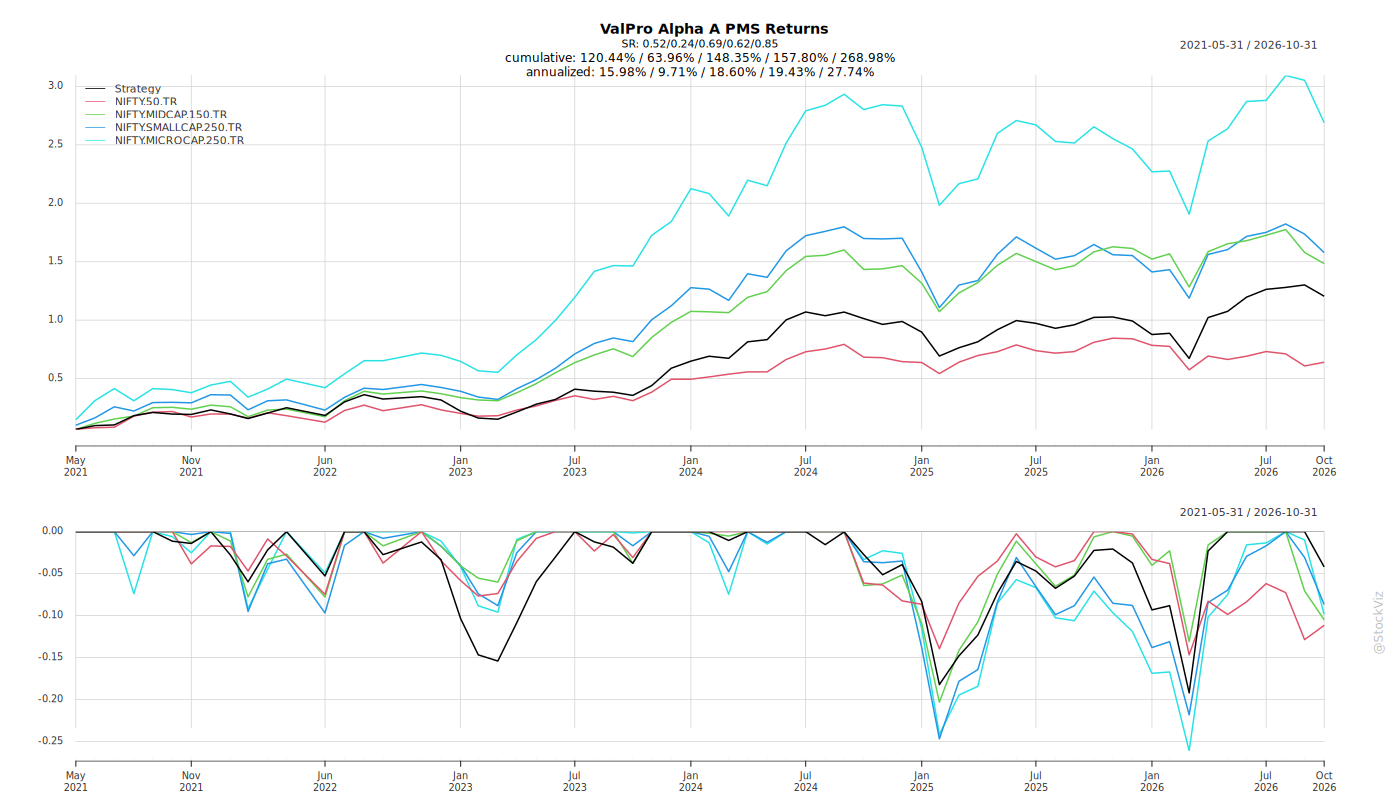 ValPro Alpha A PMS Returns
SR: 0.52/0.24/0.69/0.62/0.85
cumulative: 120.44% / 63.96% / 148.35% / 157.80% / 268.98%
annualized: 15.98% / 9.71% / 18.60% / 19.43% / 27.74%
2021-05-31 / 2026-10-31
Strategy
NIFTY.50.TR
NIFTY.MIDCAP.150.TR
NIFTY.SMALLCAP.250.TR
NIFTY.MICROCAP.250.TR
3.0
2.5
2.0
1.5
1.0
0.5
May Nov Jun Jan Jul Jan Jul Jan Jul Jan Jul Oct
2021 2021 2022 2023 2023 2024 2024 2025 2025 2026 2026 2026
2021-05-31 / 2026-10-31
0.00
-0.05
-0.10
-0.15
-0.20
-0.25
May Nov Jun Jan Jul Jan Jul Jan Jul Jan Jul Oct
2021 2021 2022 2023 2023 2024 2024 2025 2025 2026 2026 2026
@StockViz